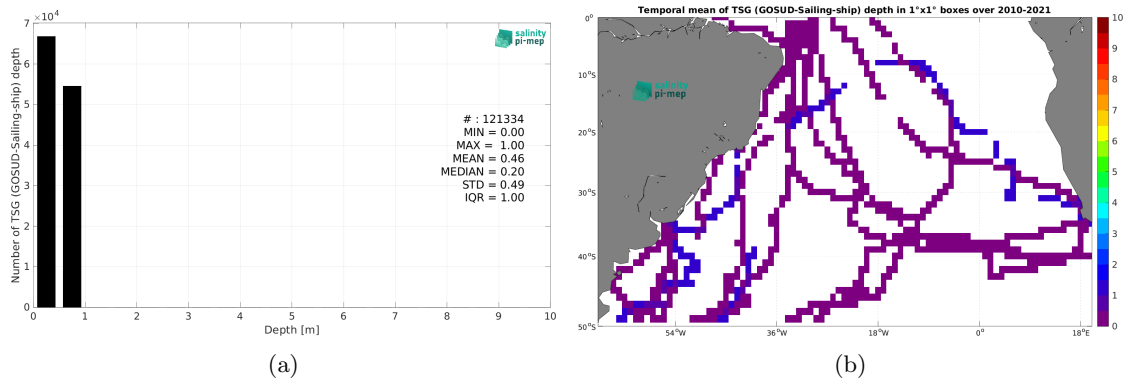 ×10⁴
7
6
5
4
3
2
1
0
Number of TSG (GOSUD-Sailing-ship) depth
salinity
pi-mep
# : 121334
MIN = 0.00
MAX = 1.00
MEAN = 0.46
MEDIAN = 0.20
STD = 0.49
IQR = 1.00
0 1 2 3 4 5 6 7 8 9 10
Depth [m]
(a)
Temporal mean of TSG (GOSUD-Sailing-ship) depth in 1°x1° boxes over 2010-2021
0°
10°S
20°S
30°S
40°S
50°S
salinity
pi-mep
54°W 36°W 18°W 0° 18°E
10
9
8
7
6
5
4
3
2
1
0
(b)